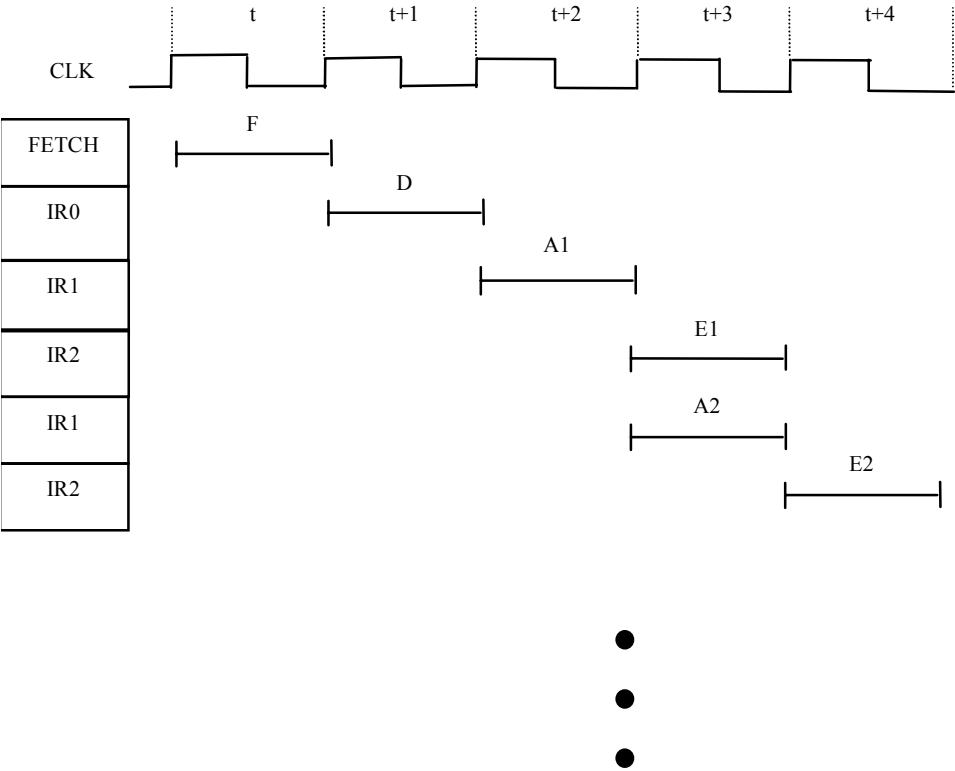 t t+1 t+2 t+3 t+4
CLK
F
FETCH
D
IR0
A1
IR1
E1
IR2
A2
IR1
E2
IR2